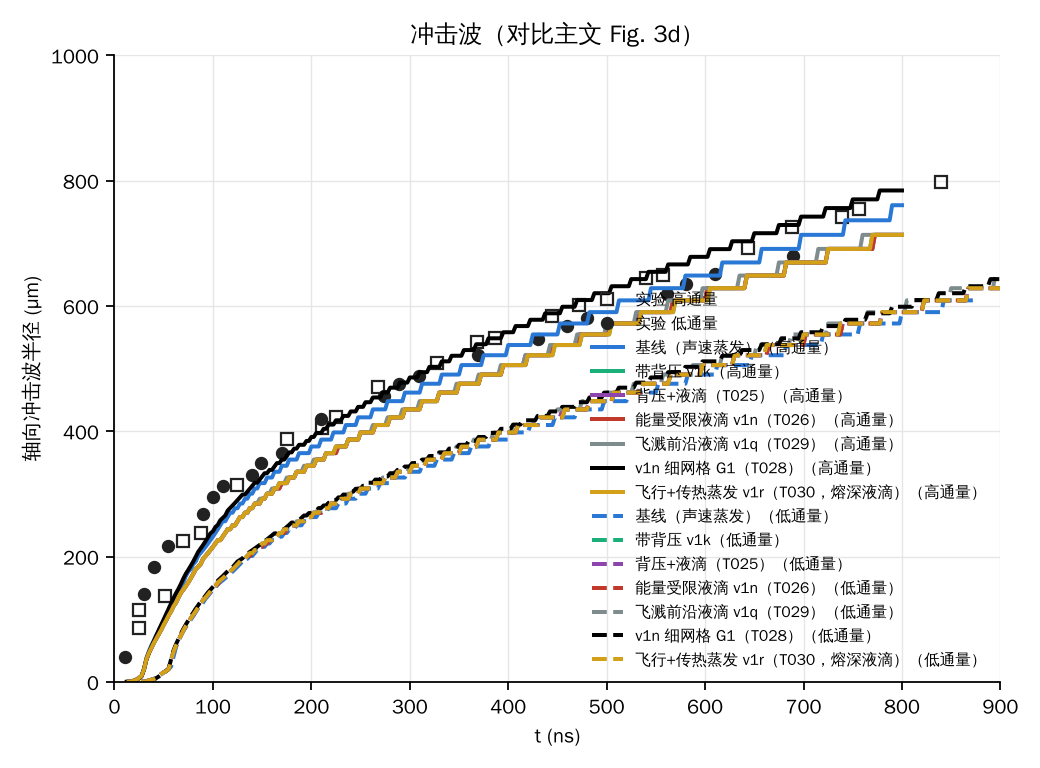 冲击波（对比主文 Fig. 3d）
轴向冲击波半径 (μm)
1000
800
600
400
200
0
0 100 200 300 400 500 600 700 800 900
t (ns)
实验 高通量
实验 低通量
基线（声速蒸发）（高通量）
带背压 v1k（高通量）
背压+液滴（T025）（高通量）
能量受限液滴 v1n（T026）（高通量）
飞溅前沿液滴 v1q（T029）（高通量）
v1n 细网格 G1（T028）（高通量）
飞行+传热蒸发 v1r（T030，熔深液滴）（高通量）
基线（声速蒸发）（低通量）
带背压 v1k（低通量）
背压+液滴（T025）（低通量）
能量受限液滴 v1n（T026）（低通量）
飞溅前沿液滴 v1q（T029）（低通量）
v1n 细网格 G1（T028）（低通量）
飞行+传热蒸发 v1r（T030，熔深液滴）（低通量）